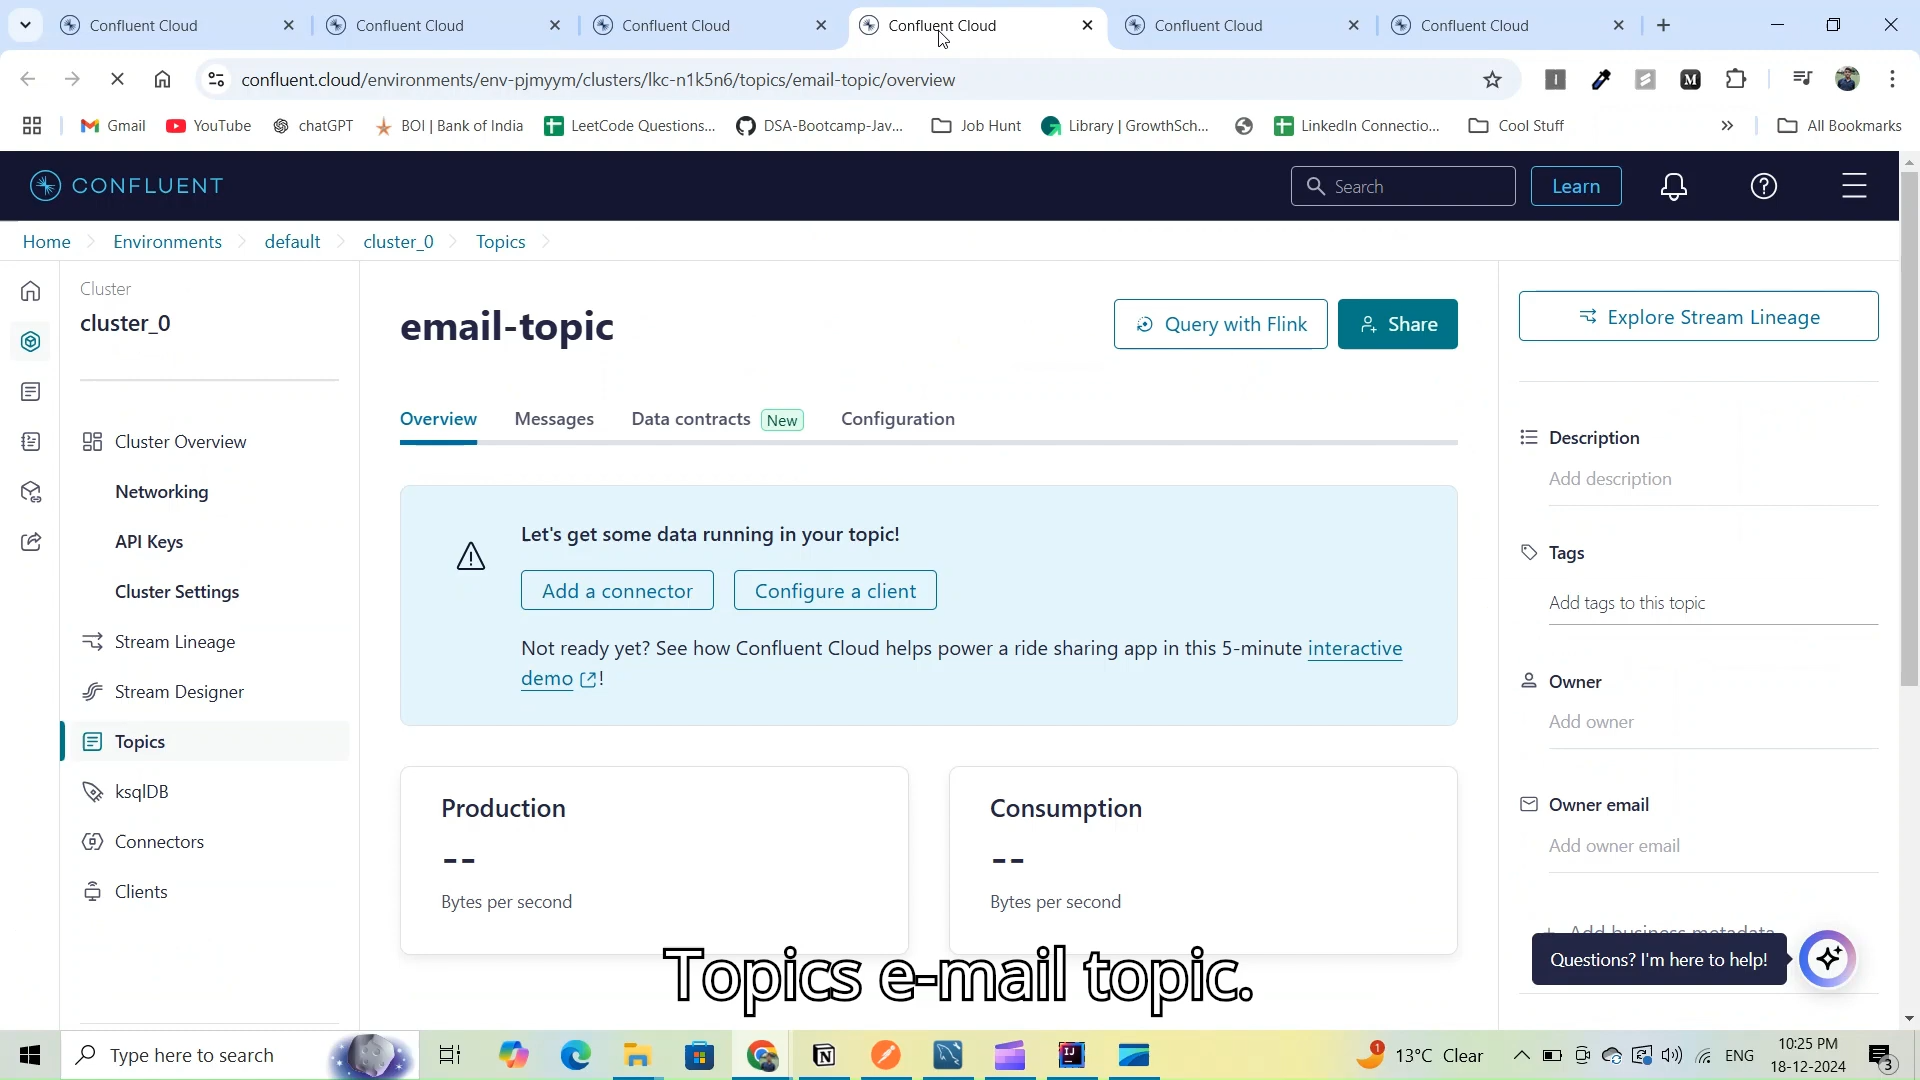 Confluent Cloud
Confluent Cloud
Confluent Cloud
Confluent Cloud
Confluent Cloud
Confluent Cloud
confluent.cloud/environments/env-pjmyym/clusters/lkc-n1k5n6/topics/email-topic/overview
Gmail
YouTube
chatGPT
BOI | Bank of India
LeetCode Questions...
DSA-Bootcamp-Jav...
Job Hunt
Library | GrowthSch...
LinkedIn Connectio...
Cool Stuff
All Bookmarks
CONFLUENT
Search
Learn
Home
Environments
default
cluster_0
Topics
Cluster
cluster_0
Cluster Overview
Networking
API Keys
Cluster Settings
Stream Lineage
Stream Designer
Topics
ksqlDB
Connectors
Clients
email-topic
Query with Flink
Share
Overview
Messages
Data contracts New
Configuration
Let's get some data running in your topic!
Add a connector
Configure a client
Not ready yet? See how Confluent Cloud helps power a ride sharing app in this 5-minute interactive
demo !
Production
--
Bytes per second
Consumption
--
Bytes per second
Explore Stream Lineage
Description
Add description
Tags
Add tags to this topic
Owner
Add owner
Owner email
Add owner email
+ Add business metadata
Questions? I'm here to help!
Topics e-mail topic.
Type here to search
1
13°C Clear
ENG
10:25 PM
18-12-2024
3